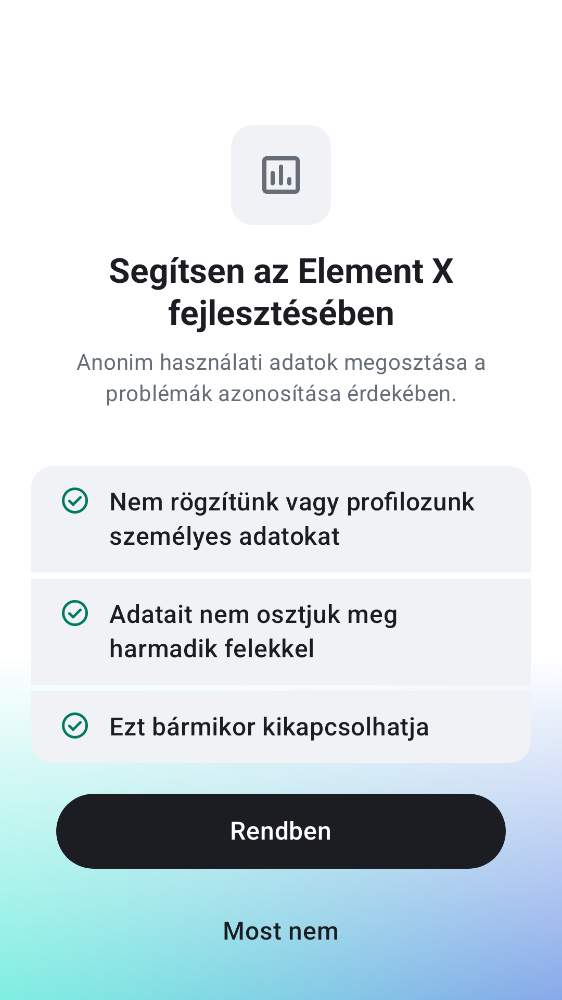 Segítsen az Element X
fejlesztésében
Anonim használati adatok megosztása a
problémák azonosítása érdekében.
Nem rögzítünk vagy profilozunk
személyes adatokat
Adatait nem osztjuk meg
harmadik felekkel
Ezt bármikor kikapcsolhatja
Rendben
Most nem